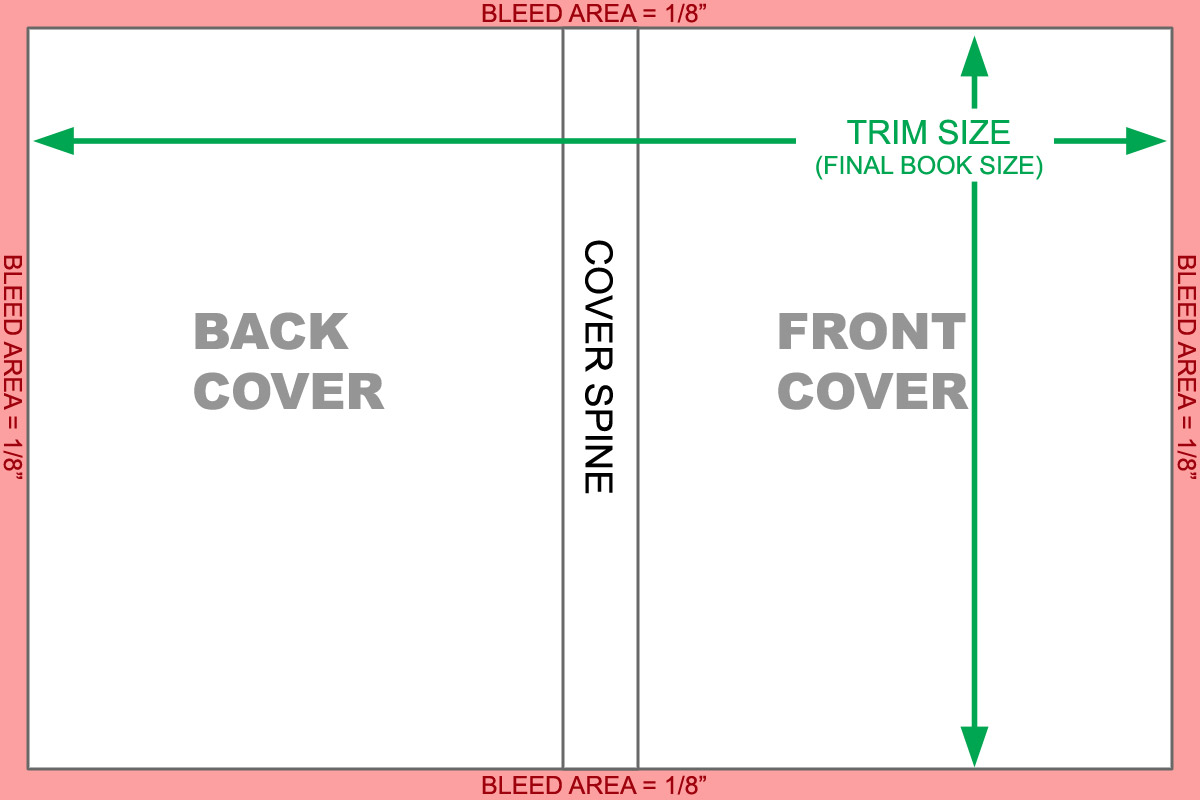 BLEED AREA = 1/8”
TRIM SIZE
(FINAL BOOK SIZE)
BLEED AREA = 1/8”
BACK
COVER
COVER SPINE
FRONT
COVER
BLEED AREA = 1/8”
BLEED AREA = 1/8”